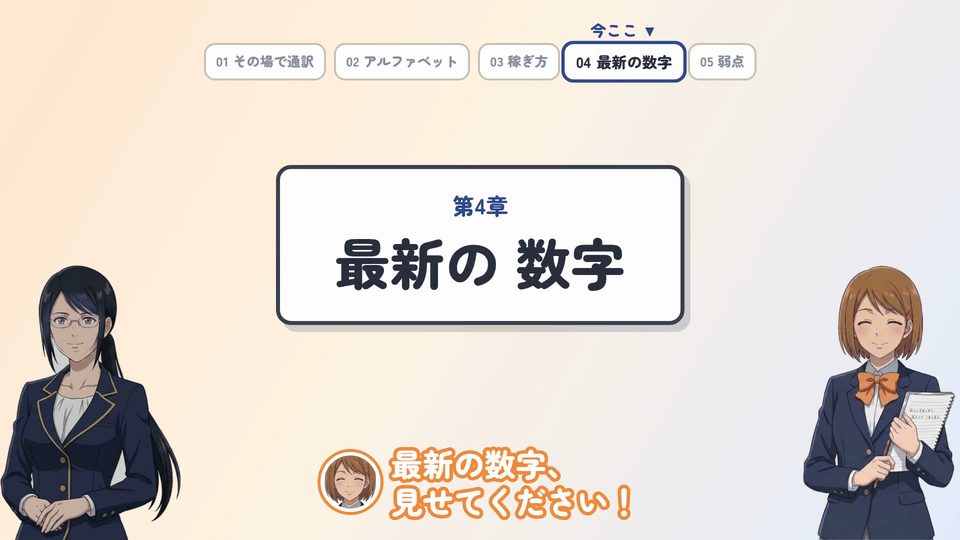 今ここ ▼
01 その場で通訳
02 アルファベット
03 稼ぎ方
04 最新の数字
05 弱点
第4章
最新の 数字
最新の数字、
見せてください！